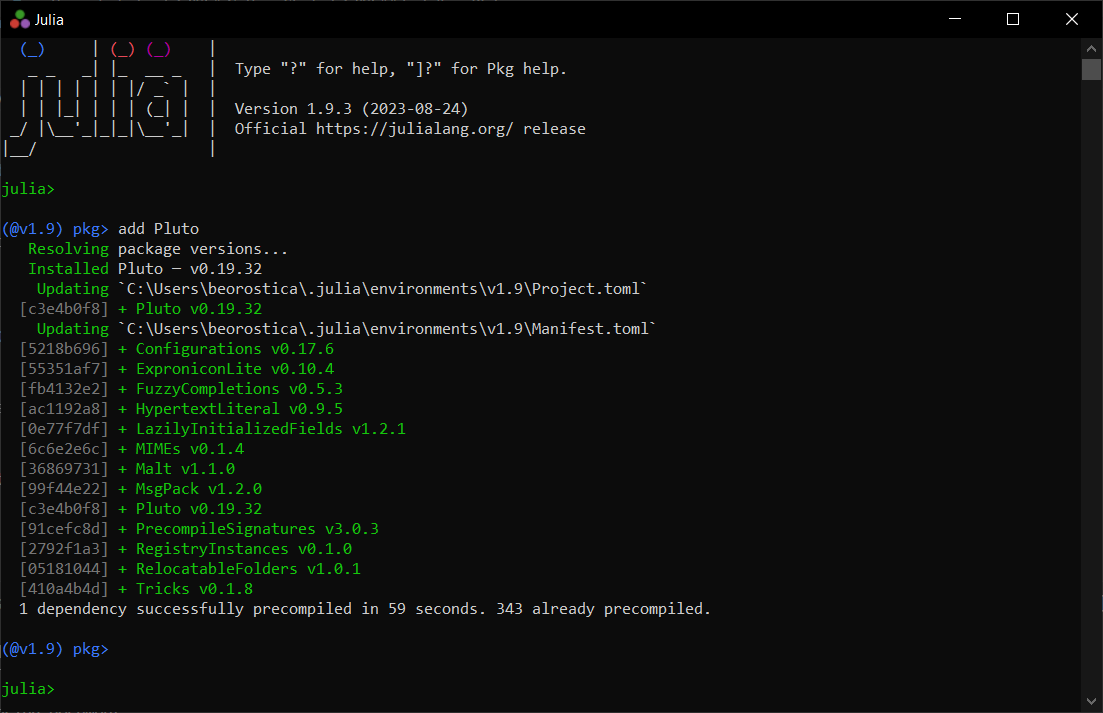 Julia
  (_)     | (_) (_)    |
   _ _   _| |_  __ _   |  Type "?" for help, "]?" for Pkg help.
  | | | | | | |/ _` |  |
  | | |_| | | | (_| |  |  Version 1.9.3 (2023-08-24)
 _/ |\__'_|_|_|\__'_|  |  Official https://julialang.org/ release
|__/                   |
julia>
(@v1.9) pkg> add Pluto
   Resolving package versions...
   Installed Pluto ─ v0.19.32
    Updating `C:\Users\beorostica\.julia\environments\v1.9\Project.toml`
  [c3e4b0f8] + Pluto v0.19.32
    Updating `C:\Users\beorostica\.julia\environments\v1.9\Manifest.toml`
  [5218b696] + Configurations v0.17.6
  [55351af7] + ExproniconLite v0.10.4
  [fb4132e2] + FuzzyCompletions v0.5.3
  [ac1192a8] + HypertextLiteral v0.9.5
  [0e77f7df] + LazilyInitializedFields v1.2.1
  [6c6e2e6c] + MIMEs v0.1.4
  [36869731] + Malt v1.1.0
  [99f44e22] + MsgPack v1.2.0
  [c3e4b0f8] + Pluto v0.19.32
  [91cefc8d] + PrecompileSignatures v3.0.3
  [2792f1a3] + RegistryInstances v0.1.0
  [05181044] + RelocatableFolders v1.0.1
  [410a4b4d] + Tricks v0.1.8
  1 dependency successfully precompiled in 59 seconds. 343 already precompiled.
(@v1.9) pkg>
julia>